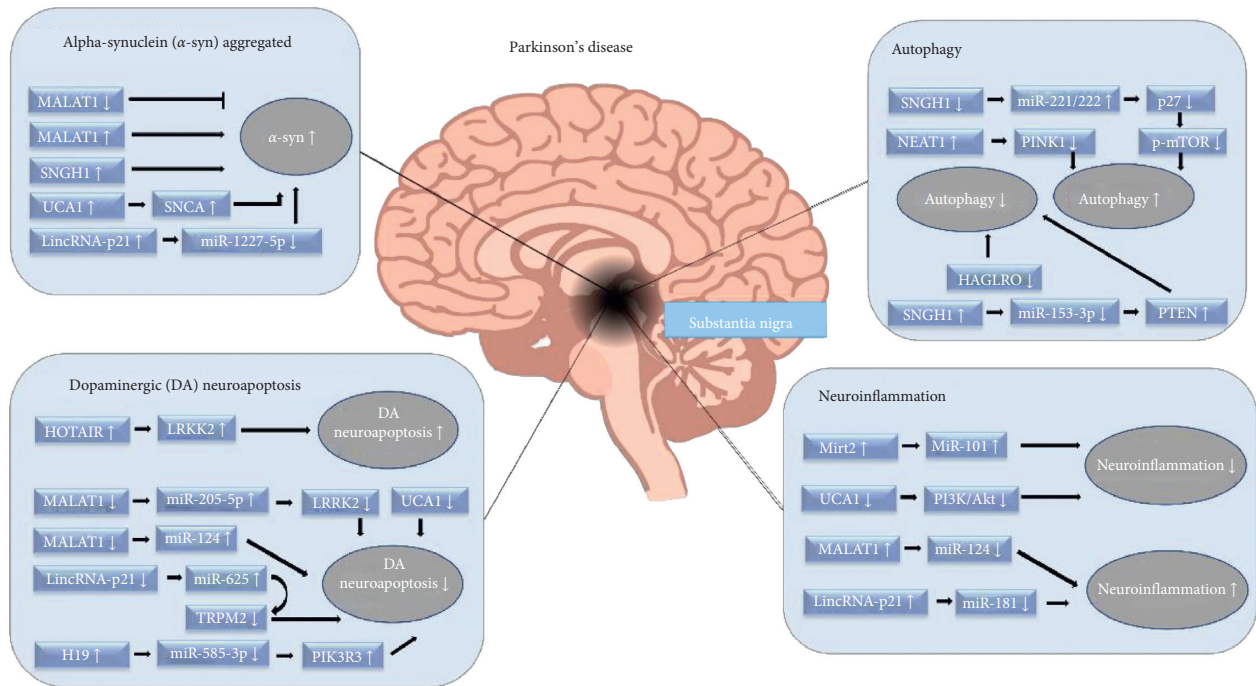 Parkinson's disease
Substantia nigra
Alpha-synuclein (α-syn) aggregated
MALAT1 ↓
MALAT1 ↑
SNGH1 ↑
UCA1 ↑
SNCA ↑
LincRNA-p21 ↑
miR-1227-5p ↓
α-syn ↑
Autophagy
SNGH1 ↓
miR-221/222 ↑
p27 ↓
NEAT1 ↑
PINK1 ↓
p-mTOR ↓
Autophagy ↓
Autophagy ↑
HAGLRO ↓
SNGH1 ↑
miR-153-3p ↓
PTEN ↑
Dopaminergic (DA) neuroapoptosis
HOTAIR ↑
LRKK2 ↑
DA
neuroapoptosis ↑
MALAT1 ↓
miR-205-5p ↑
LRRK2 ↓
UCA1 ↓
MALAT1 ↓
miR-124 ↑
DA
neuroapoptosis ↓
LincRNA-p21 ↓
miR-625 ↑
TRPM2 ↓
H19 ↑
miR-585-3p ↓
PIK3R3 ↑
Neuroinflammation
Mirt2 ↑
MiR-101 ↑
Neuroinflammation ↓
UCA1 ↓
PI3K/Akt ↓
MALAT1 ↑
miR-124 ↓
Neuroinflammation ↑
LincRNA-p21 ↑
miR-181 ↓